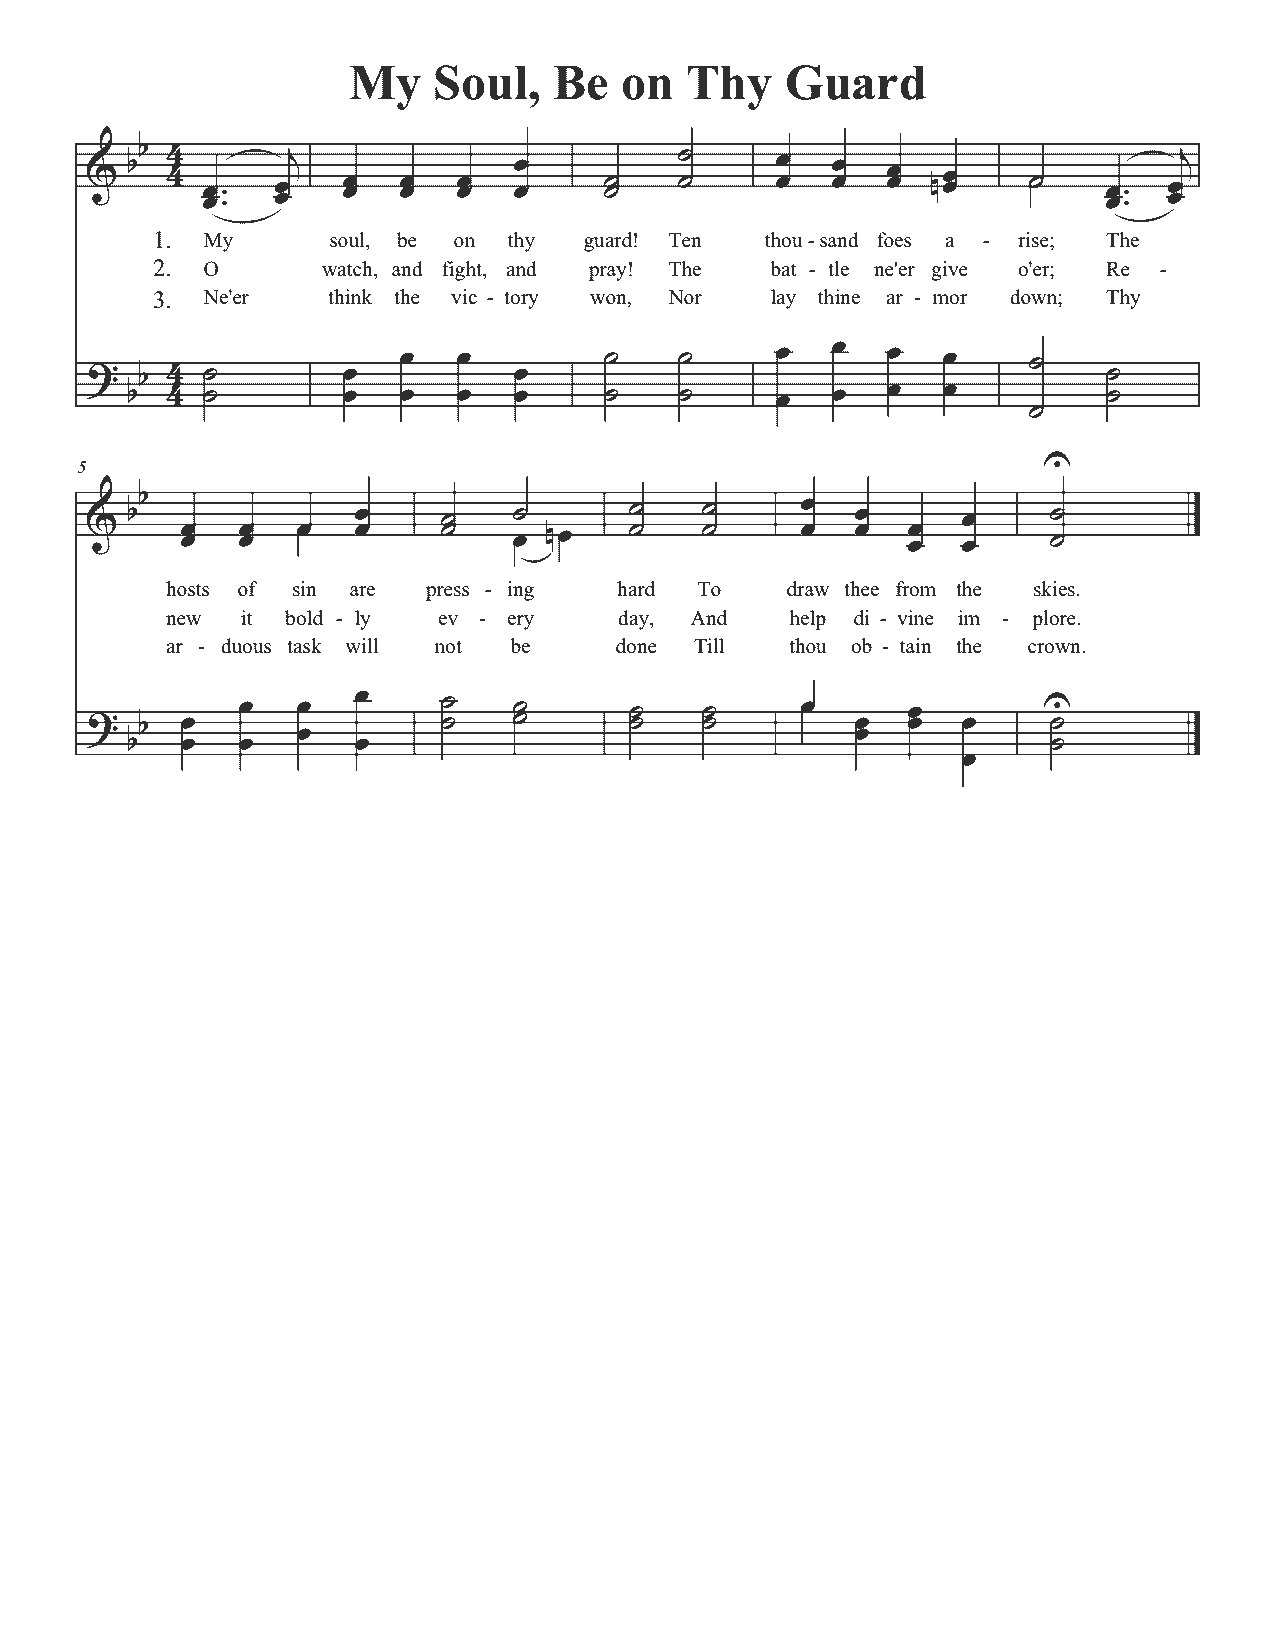 My Soul, Be on Thy Guard
4 4
1. My soul, be on thy guard! Ten thou - sand foes a - rise; The
2. O watch, and fight, and pray! The bat - tle ne'er give o'er; Re -
3. Ne'er think the vic - tory won, Nor lay thine ar - mor down; Thy
4 4
5
hosts of sin are press - ing hard To draw thee from the skies.
new it bold - ly ev - ery day, And help di - vine im - plore.
ar - duous task will not be done Till thou ob - tain the crown.